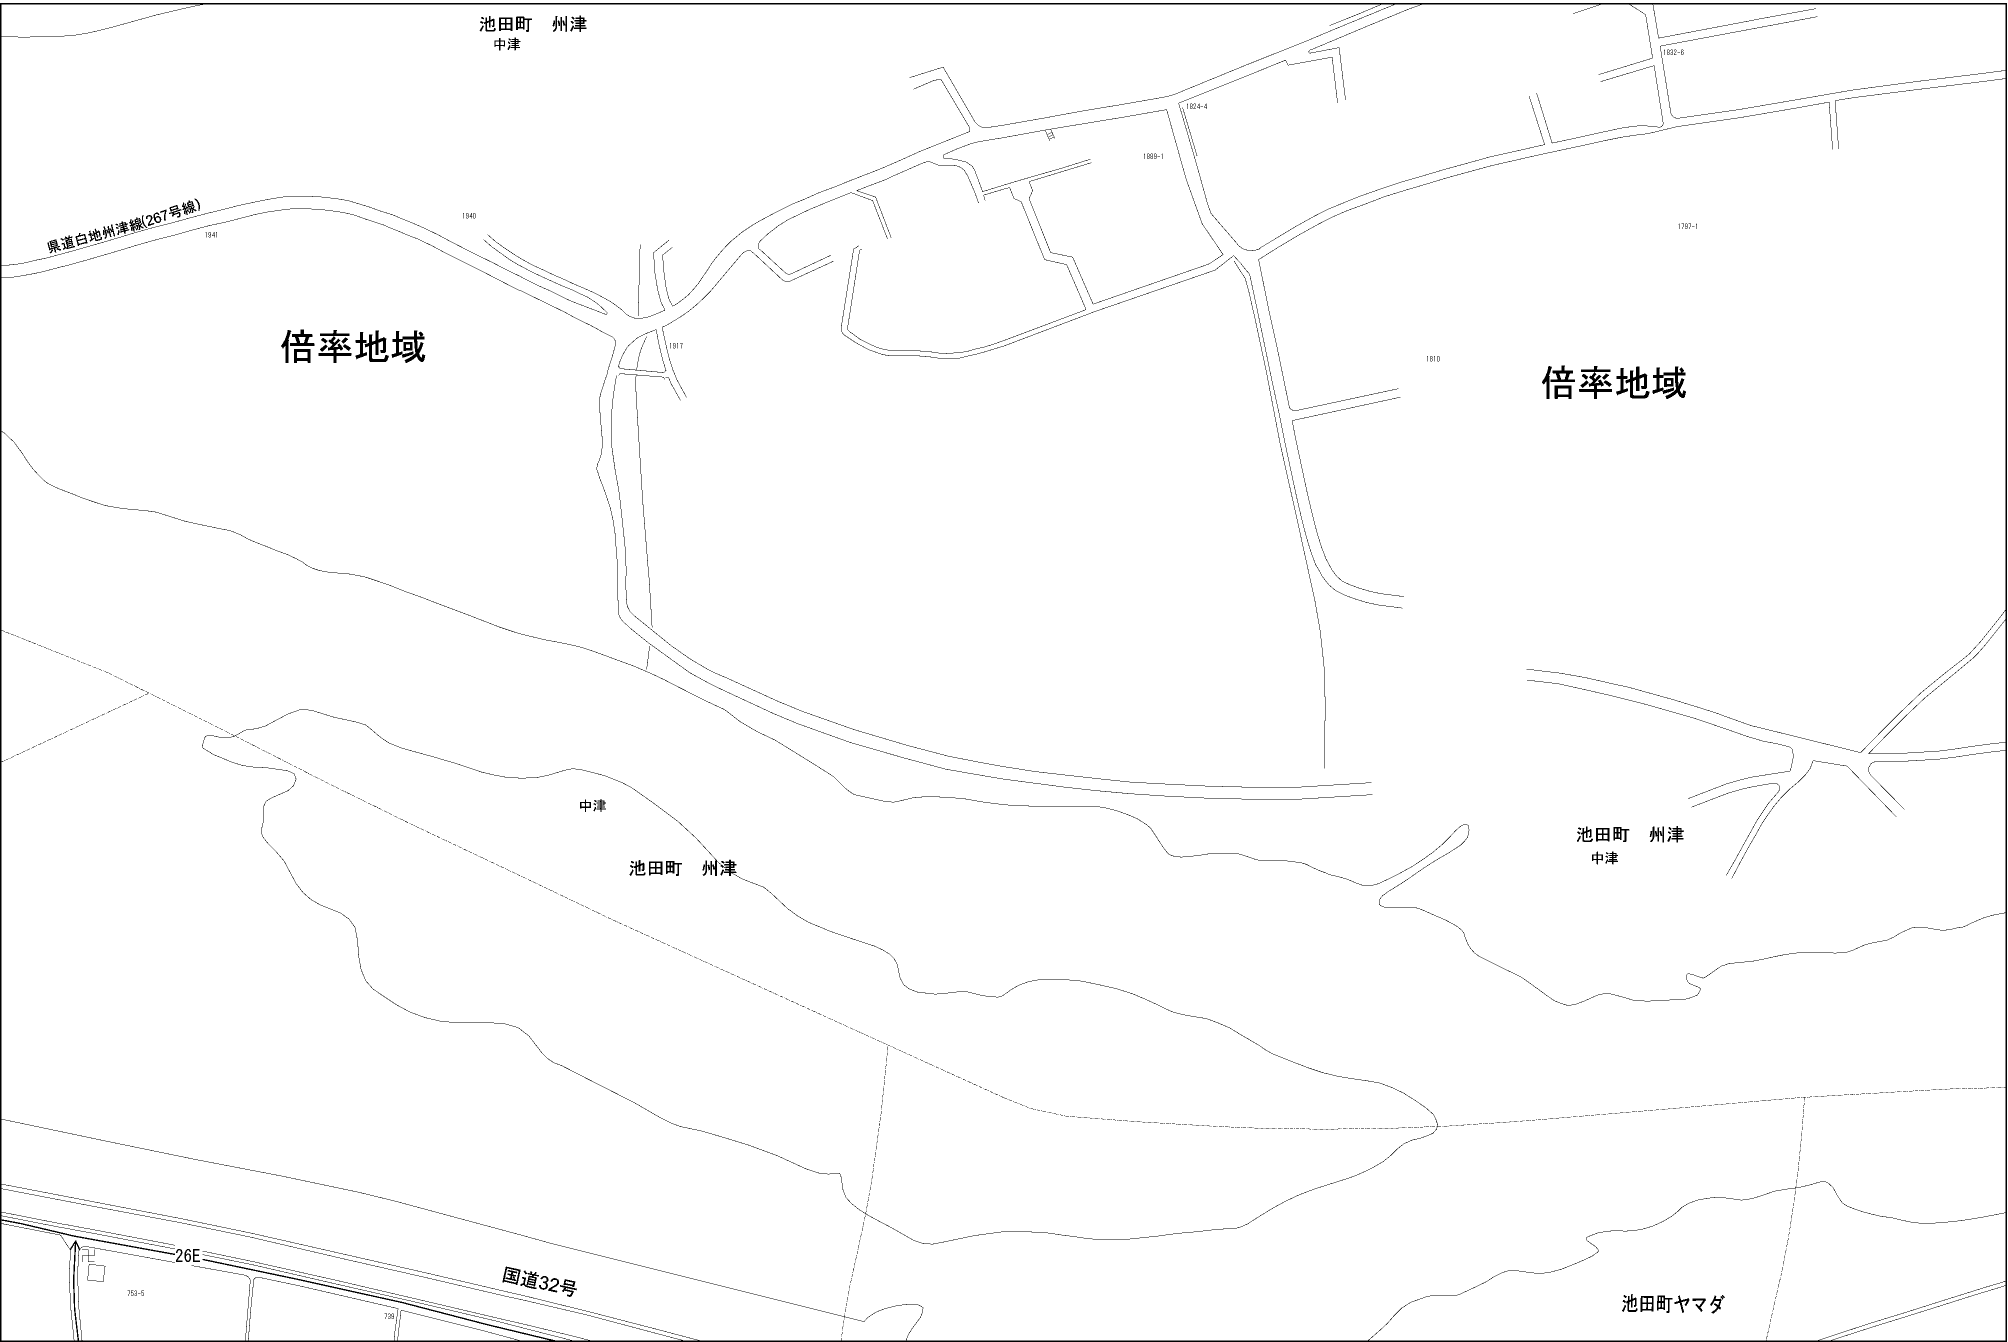 池田町　州津
中津
1832-6
1824-4
1889-1
県道白地州津線(267号線)
1941
1940
1797-1
倍率地域
1917
1810
倍率地域
中津
池田町　州津
池田町　州津
中津
26E
国道32号
753-5
739
池田町ヤマダ